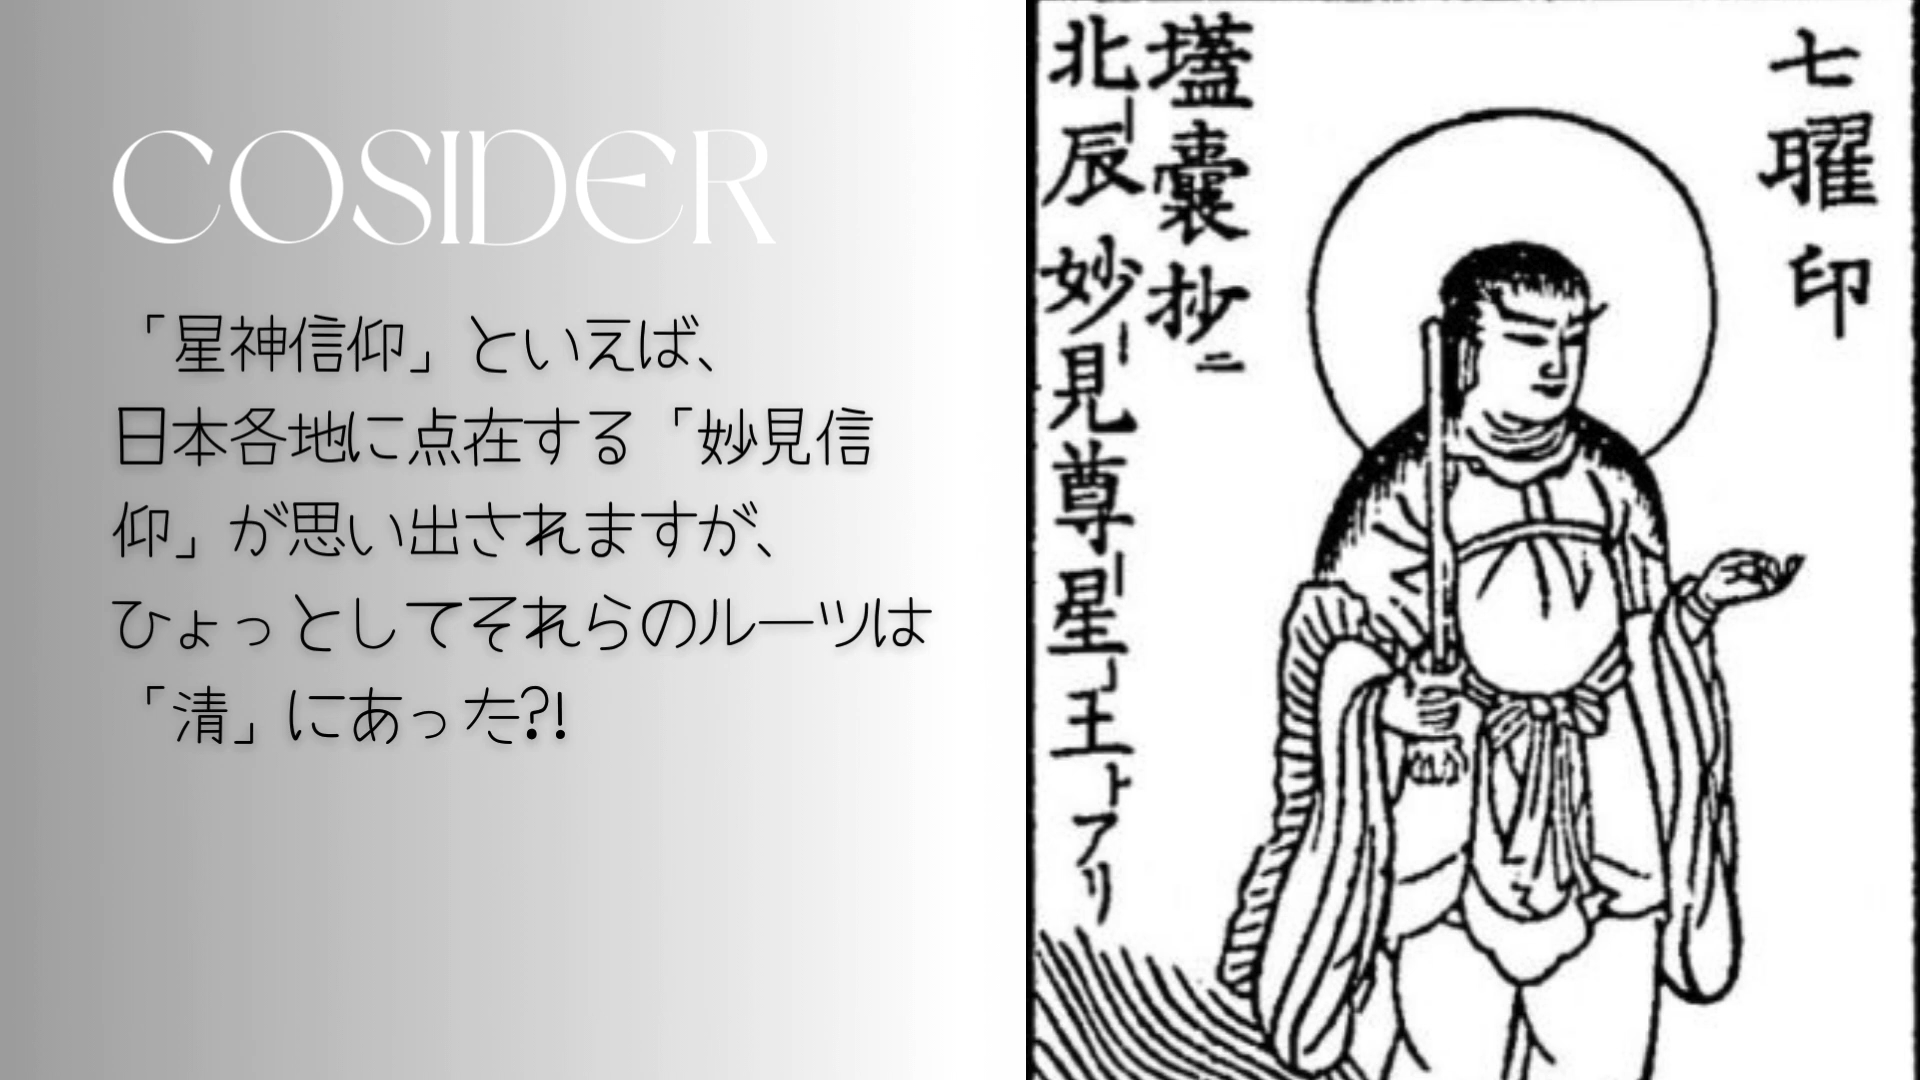 COSIDER
「星神信仰」といえば、
日本各地に点在する「妙見信
仰」が思い出されますが、
ひょっとしてそれらのルーツは
「清」にあった?!
七曜印
壒囊抄ニ
北辰妙見尊星王トアリ